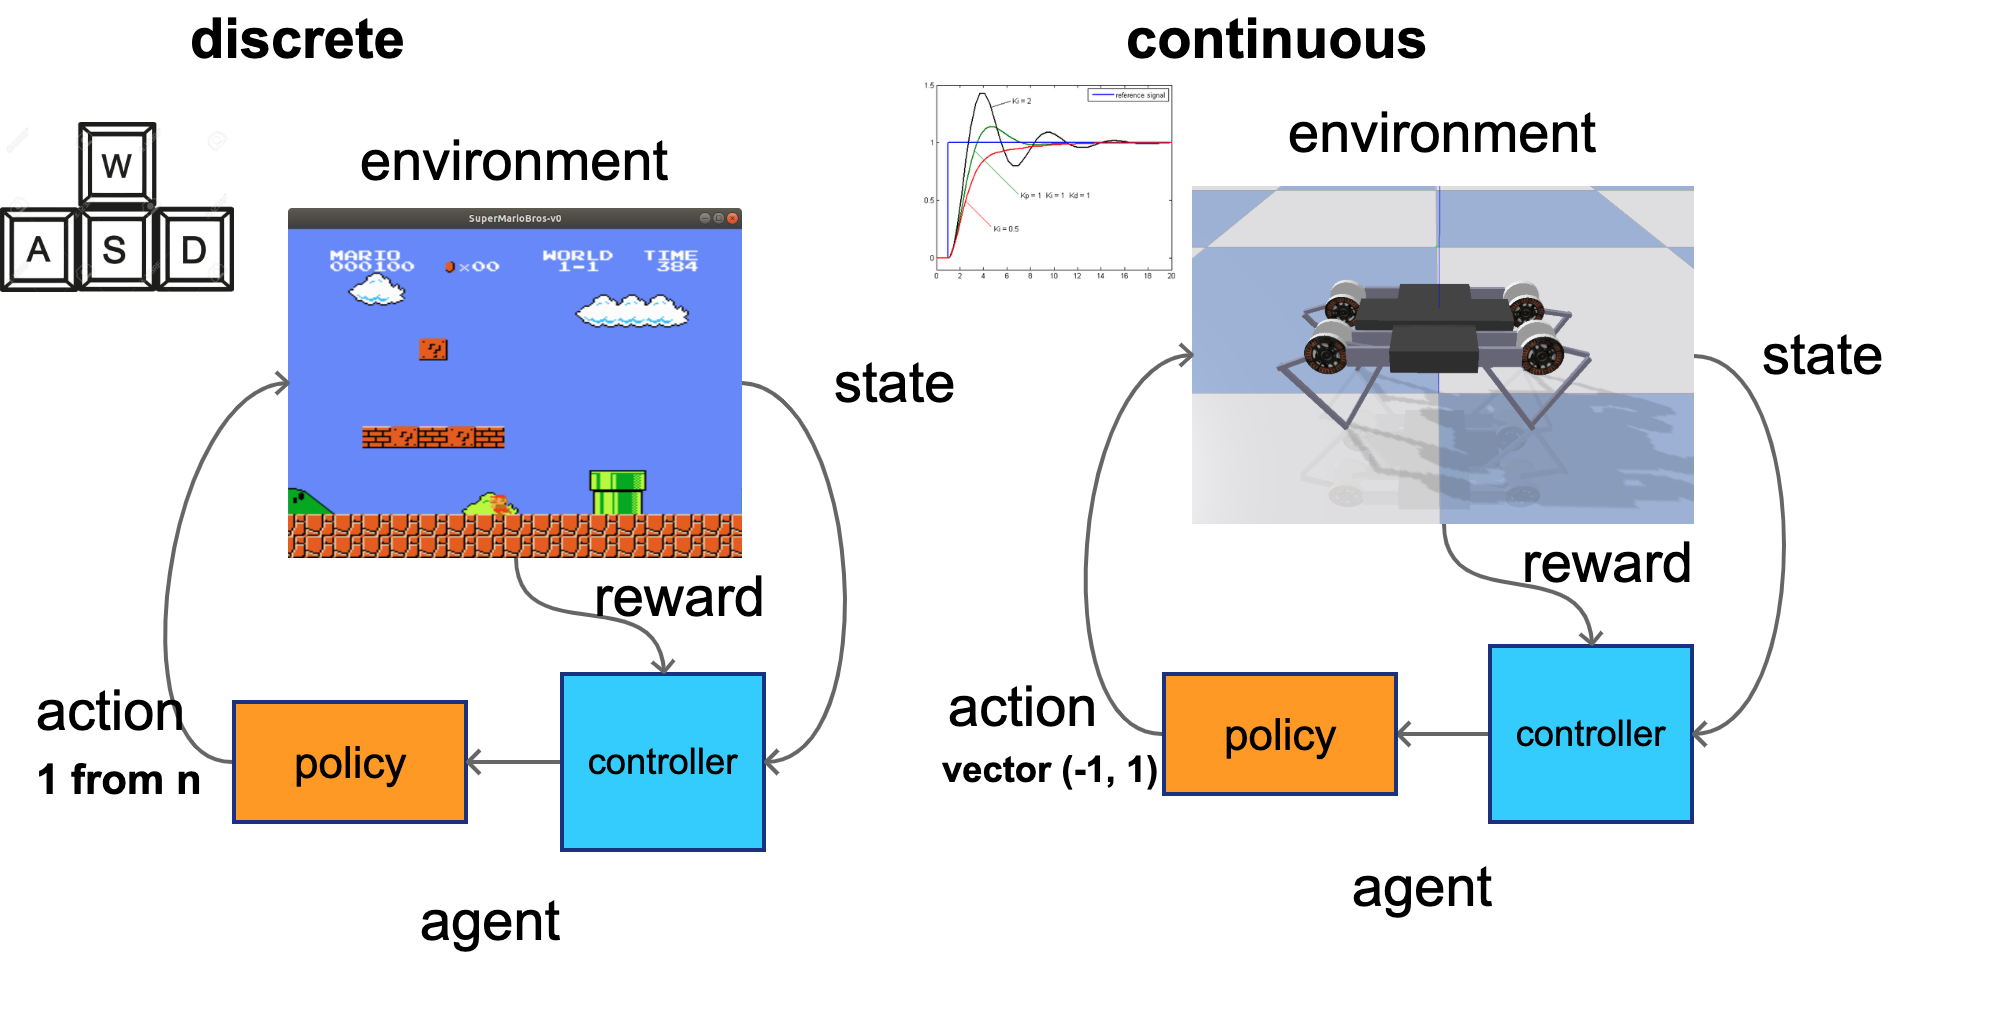 discrete
continuous
W
A S D
environment
SuperMarioBros-v0
MARIO WORLD TIME
000100 ×00 1-1 384
?
? ?
state
reward
action
1 from n
policy
controller
agent
1.5
1
0.5
0
0 2 4 6 8 10 12 14 16 18 20
reference signal
Ki = 2
Kp = 1 Ki = 1 Kd = 1
Ki = 0.5
environment
state
reward
action
vector (-1, 1)
policy
controller
agent